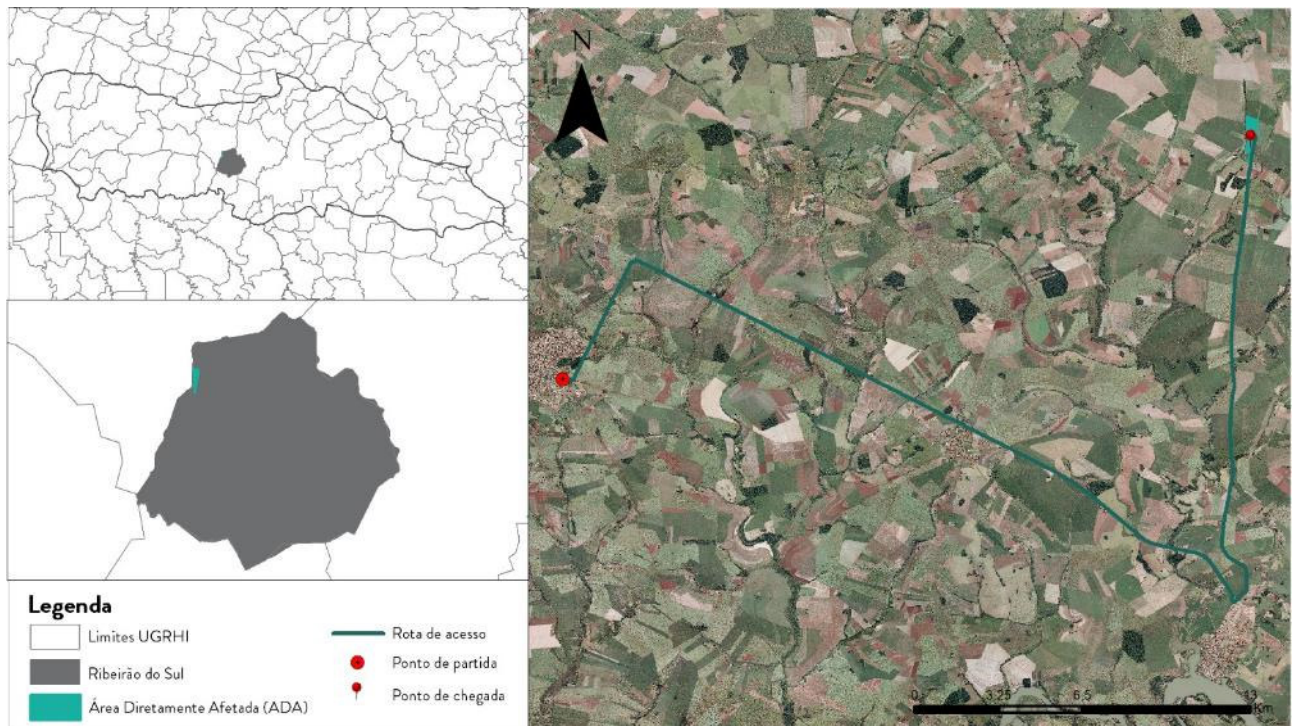 N
Legenda
Limites UGRHI
Ribeirão do Sul
Área Diretamente Afetada (ADA)
Rota de acesso
Ponto de partida
Ponto de chegada
0 3.25 6.5 13
Km